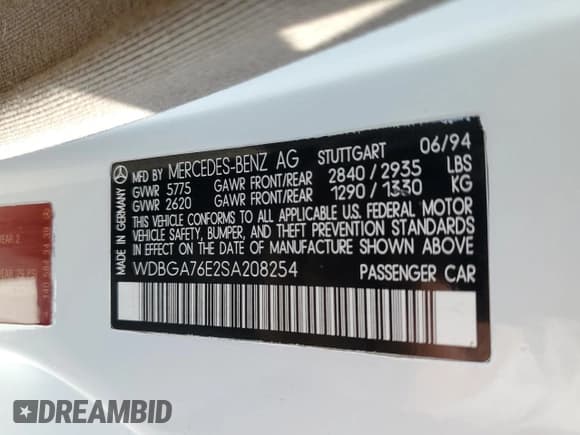 MADE IN GERMANY
MFD BY MERCEDES-BENZ AG STUTTGART 06/94
GVWR 5775 GAWR FRONT/REAR 2840 / 2935 LBS
GVWR 2620 GAWR FRONT/REAR 1290 / 1330 KG
THIS VEHICLE CONFORMS TO ALL APPLICABLE U.S. FEDERAL MOTOR
VEHICLE SAFETY, BUMPER, AND THEFT PREVENTION STANDARDS
IN EFFECT ON THE DATE OF MANUFACTURE SHOWN ABOVE.
WDBGA76E2SA208254 PASSENGER CAR
DREAMBID